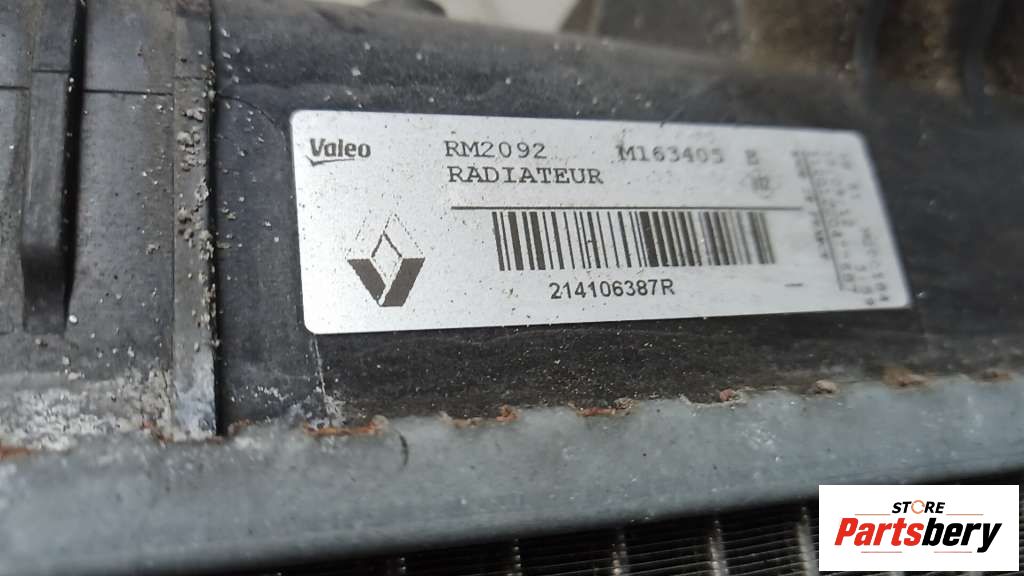 Valeo
RM2092 M163405 E
RADIATEUR
214106387R
STORE
Partsbery